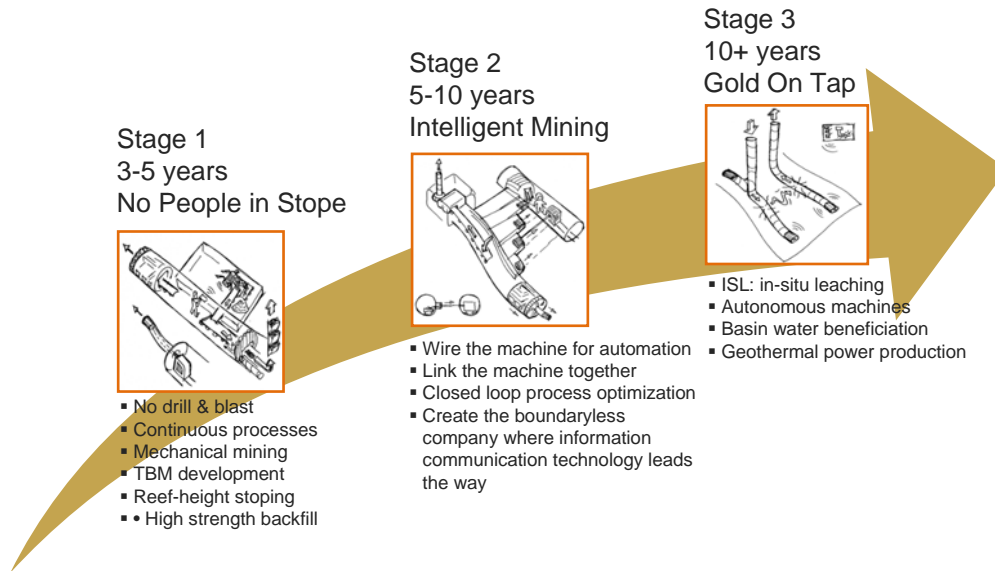 Stage 1
3-5 years
No People in Stope
▪ No drill & blast
▪ Continuous processes
▪ Mechanical mining
▪ TBM development
▪ Reef-height stoping
▪ • High strength backfill
Stage 2
5-10 years
Intelligent Mining
▪ Wire the machine for automation
▪ Link the machine together
▪ Closed loop process optimization
▪ Create the boundaryless
company where information
communication technology leads
the way
Stage 3
10+ years
Gold On Tap
▪ ISL: in-situ leaching
▪ Autonomous machines
▪ Basin water beneficiation
▪ Geothermal power production